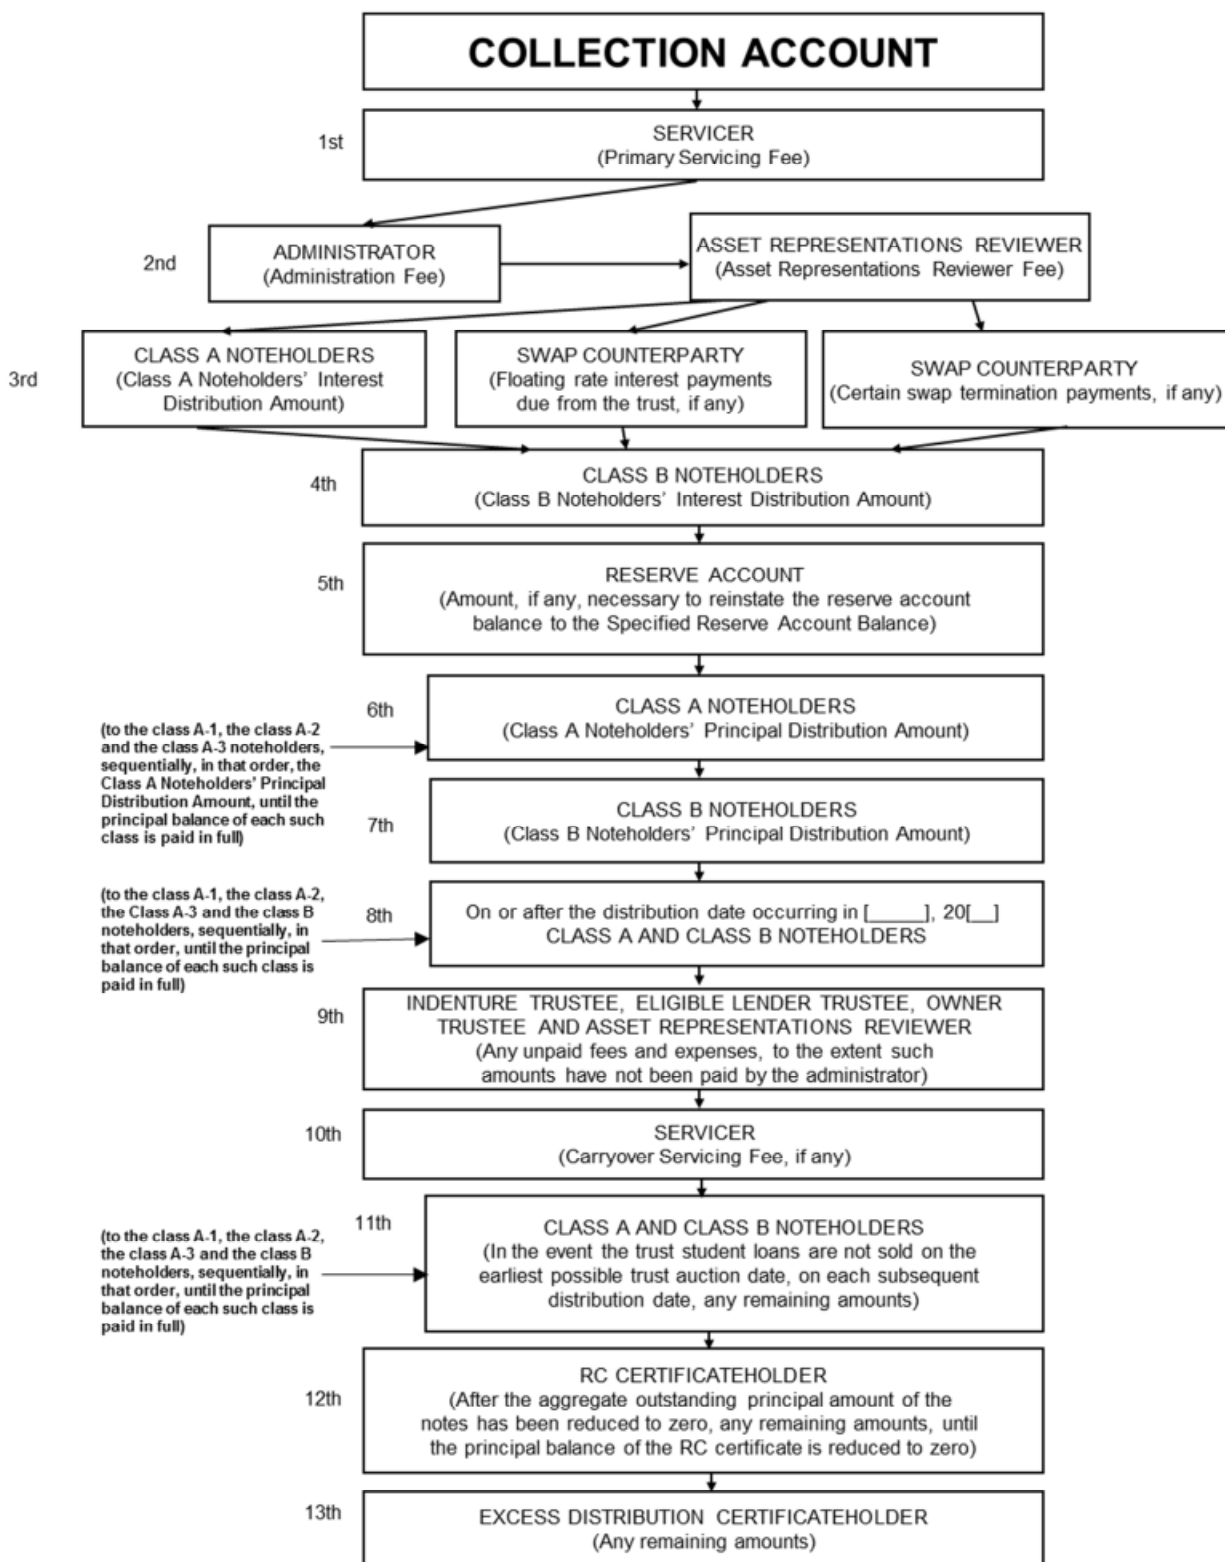 COLLECTION ACCOUNT
1st
SERVICER
(Primary Servicing Fee)
2nd
ADMINISTRATOR
(Administration Fee)
ASSET REPRESENTATIONS REVIEWER
(Asset Representations Reviewer Fee)
3rd
CLASS A NOTEHOLDERS
(Class A Noteholders' Interest
Distribution Amount)
SWAP COUNTERPARTY
(Floating rate interest payments
due from the trust, if any)
SWAP COUNTERPARTY
(Certain swap termination payments, if any)
4th
CLASS B NOTEHOLDERS
(Class B Noteholders' Interest Distribution Amount)
5th
RESERVE ACCOUNT
(Amount, if any, necessary to reinstate the reserve account
balance to the Specified Reserve Account Balance)
6th
(to the class A-1, the class A-2
and the class A-3 noteholders,
sequentially, in that order, the
Class A Noteholders' Principal
Distribution Amount, until the
principal balance of each such
class is paid in full)
CLASS A NOTEHOLDERS
(Class A Noteholders' Principal Distribution Amount)
7th
CLASS B NOTEHOLDERS
(Class B Noteholders' Principal Distribution Amount)
(to the class A-1, the class A-2,
the Class A-3 and the class B
noteholders, sequentially, in
that order, until the principal
balance of each such class is
paid in full)
8th
On or after the distribution date occurring in [_____], 20[__]
CLASS A AND CLASS B NOTEHOLDERS
9th
INDENTURE TRUSTEE, ELIGIBLE LENDER TRUSTEE, OWNER
TRUSTEE AND ASSET REPRESENTATIONS REVIEWER
(Any unpaid fees and expenses, to the extent such
amounts have not been paid by the administrator)
10th
SERVICER
(Carryover Servicing Fee, if any)
11th
(to the class A-1, the class A-2,
the class A-3 and the class B
noteholders, sequentially, in
that order, until the principal
balance of each such class is
paid in full)
CLASS A AND CLASS B NOTEHOLDERS
(In the event the trust student loans are not sold on the
earliest possible trust auction date, on each subsequent
distribution date, any remaining amounts)
12th
RC CERTIFICATEHOLDER
(After the aggregate outstanding principal amount of the
notes has been reduced to zero, any remaining amounts, until
the principal balance of the RC certificate is reduced to zero)
13th
EXCESS DISTRIBUTION CERTIFICATEHOLDER
(Any remaining amounts)